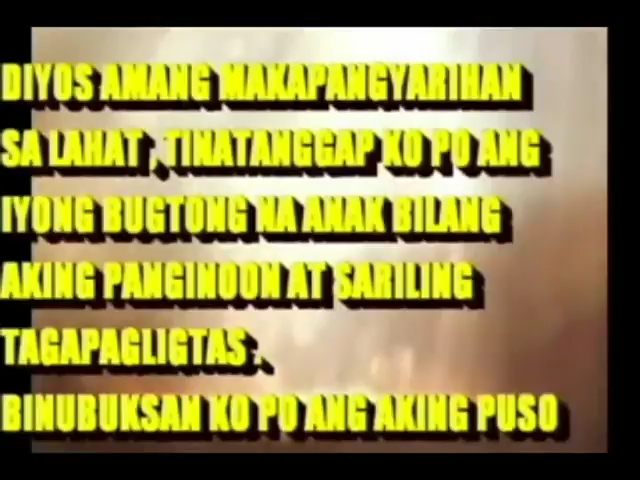 DIYOS AMANG MAKAPANGYARIHAN
SA LAHAT , TINATANGGAP KO PO ANG
IYONG BUGTONG NA ANAK BILANG
AKING PANGINOON AT SARILING
TAGAPAGLIGTAS .
BINUBUKSAN KO PO ANG AKING PUSO